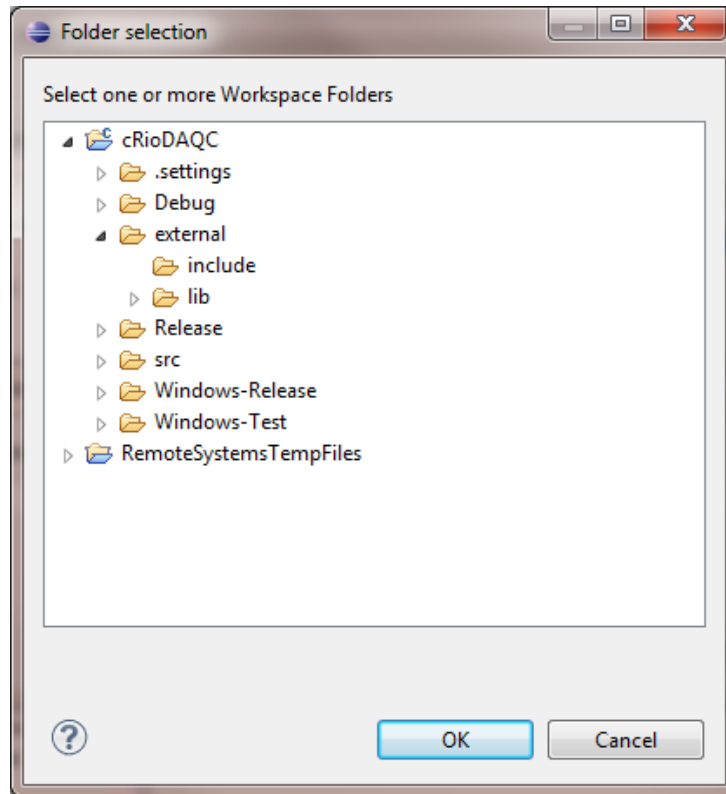 Folder selection
Select one or more Workspace Folders
cRioDAQC
.settings
Debug
external
include
lib
Release
src
Windows-Release
Windows-Test
RemoteSystemsTempFiles
OK
Cancel